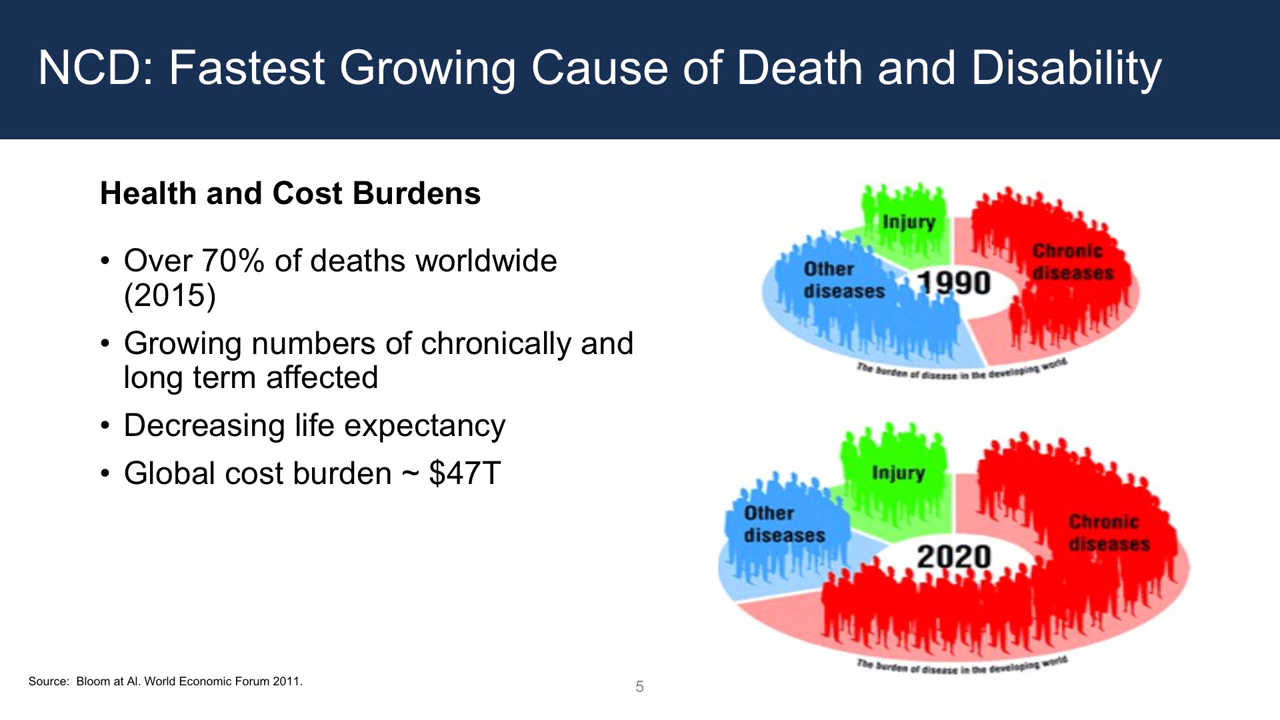 NCD: Fastest Growing Cause of Death and Disability
Health and Cost Burdens
• Over 70% of deaths worldwide
(2015)
• Growing numbers of chronically and
long term affected
• Decreasing life expectancy
• Global cost burden ~ $47T
Injury
Chronic
diseases
Other
diseases
1990
The burden of disease in the developing world
Injury
Other
diseases
Chronic
diseases
2020
The burden of disease in the developing world
Source:  Bloom at Al. World Economic Forum 2011.
5